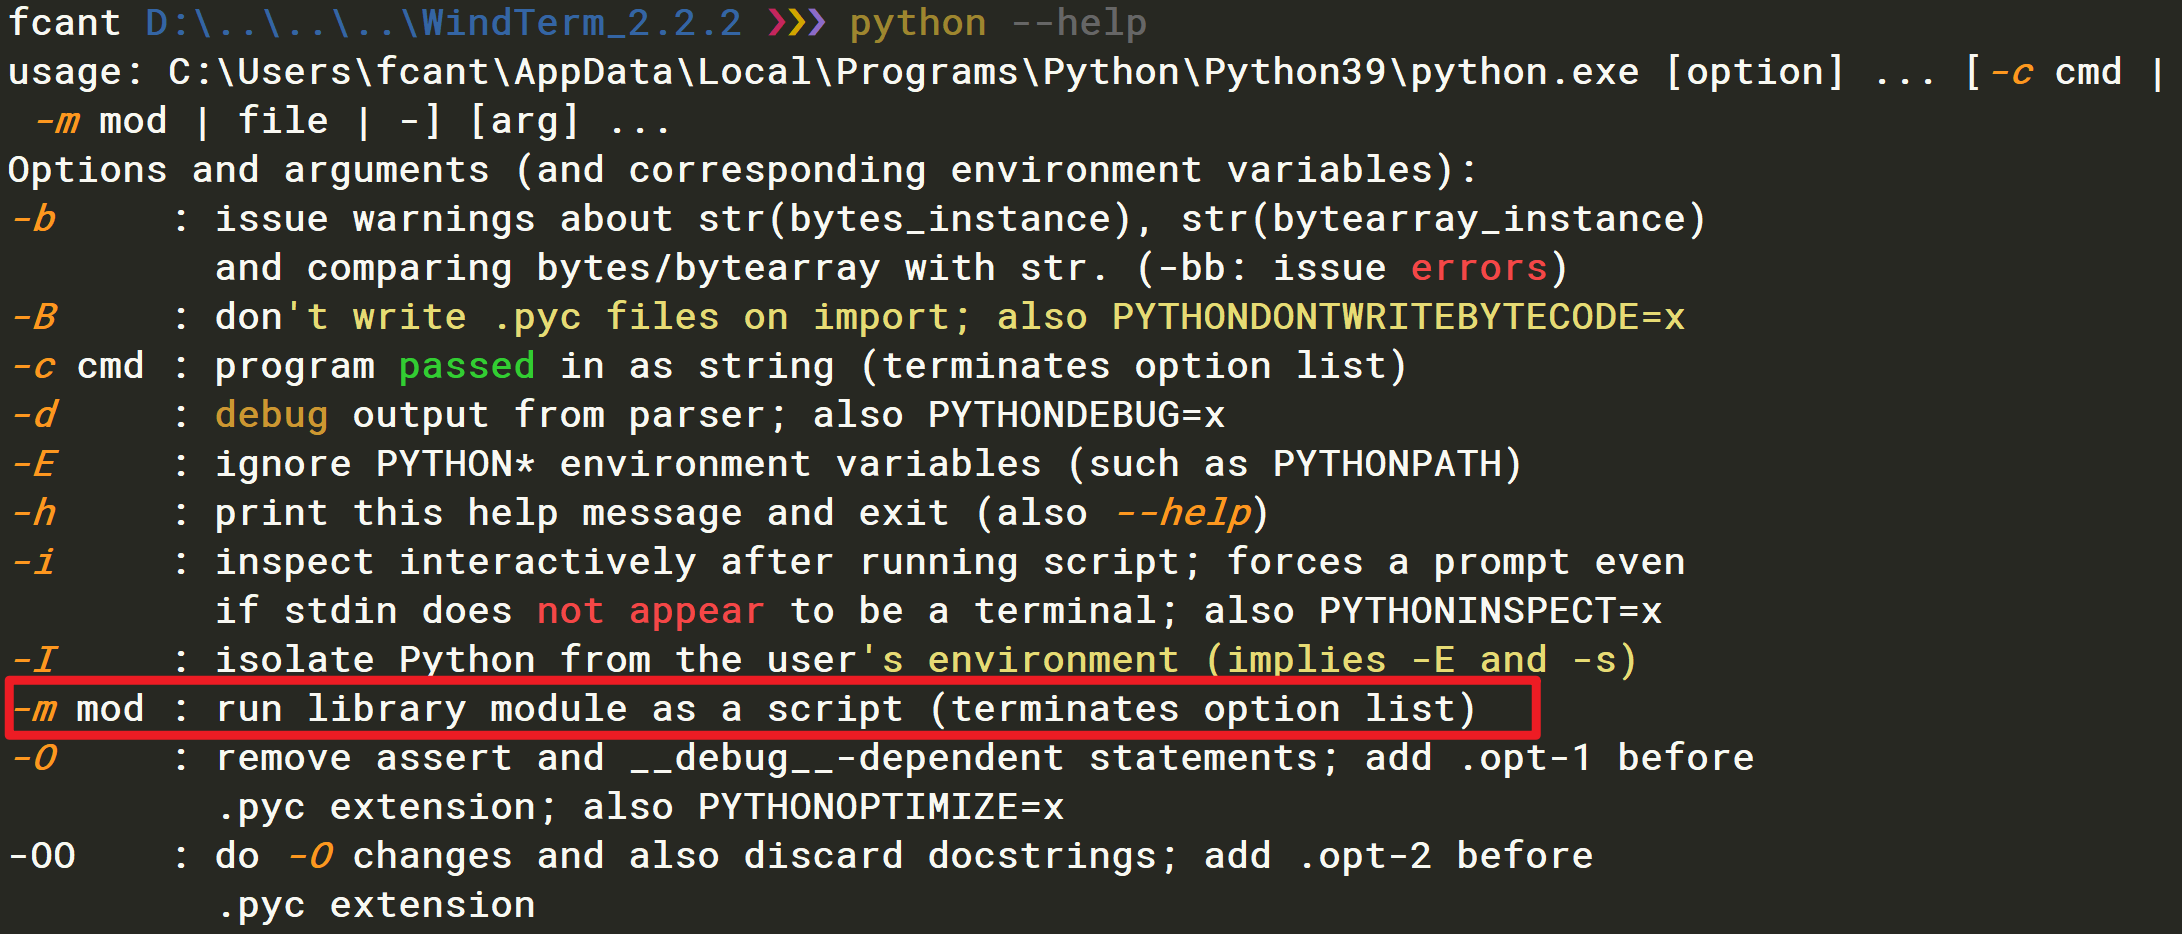 fcant D:\..\..\..\WindTerm_2.2.2 ❯❯❯ python --help
usage: C:\Users\fcant\AppData\Local\Programs\Python\Python39\python.exe [option] ... [-c cmd |
 -m mod | file | -] [arg] ...
Options and arguments (and corresponding environment variables):
-b     : issue warnings about str(bytes_instance), str(bytearray_instance)
         and comparing bytes/bytearray with str. (-bb: issue errors)
-B     : don't write .pyc files on import; also PYTHONDONTWRITEBYTECODE=x
-c cmd : program passed in as string (terminates option list)
-d     : debug output from parser; also PYTHONDEBUG=x
-E     : ignore PYTHON* environment variables (such as PYTHONPATH)
-h     : print this help message and exit (also --help)
-i     : inspect interactively after running script; forces a prompt even
         if stdin does not appear to be a terminal; also PYTHONINSPECT=x
-I     : isolate Python from the user's environment (implies -E and -s)
-m mod : run library module as a script (terminates option list)
-O     : remove assert and __debug__-dependent statements; add .opt-1 before
         .pyc extension; also PYTHONOPTIMIZE=x
-OO    : do -O changes and also discard docstrings; add .opt-2 before
         .pyc extension